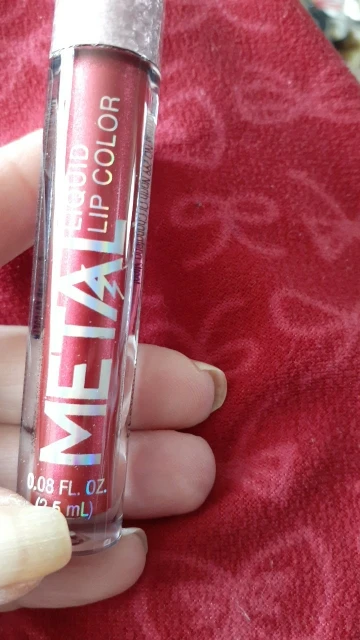 METAL
LIQUID
LIP COLOR
0.08 FL. OZ.
(2.5 mL)